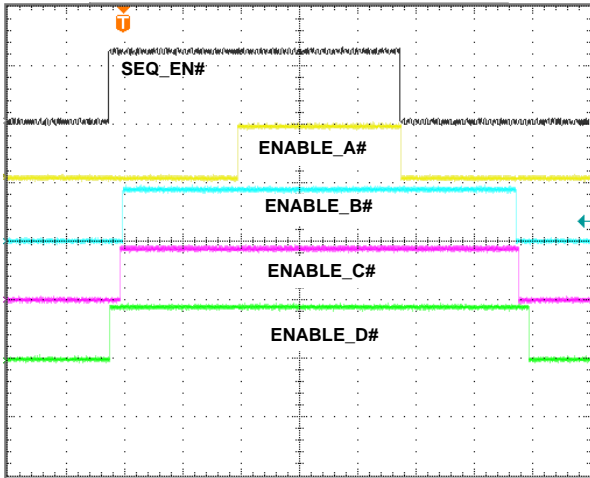 T
SEQ_EN#
ENABLE_A#
ENABLE_B#
ENABLE_C#
ENABLE_D#